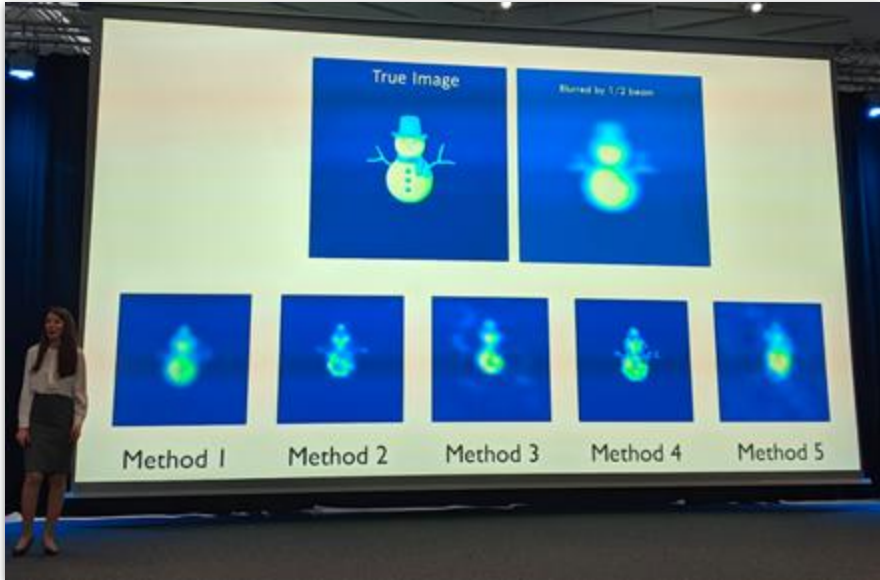 True Image
Blurred by 1/2 beam
Method 1
Method 2
Method 3
Method 4
Method 5